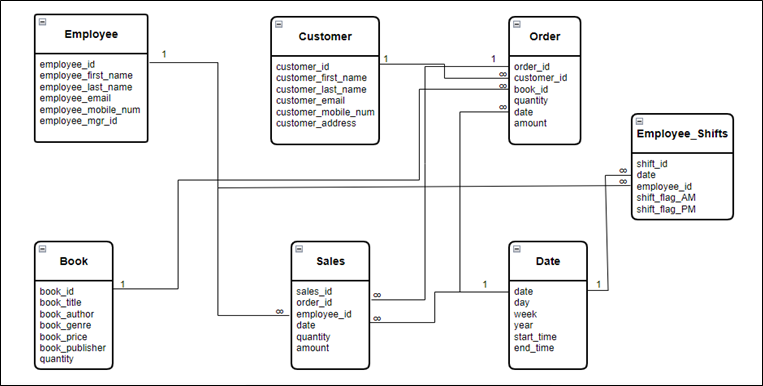 Employee
employee_id
employee_first_name
employee_last_name
employee_email
employee_mobile_num
employee_mgr_id
1
Customer
customer_id
customer_first_name
customer_last_name
customer_email
customer_mobile_num
customer_address
1
1
Order
order_id
∞ customer_id
∞ book_id
quantity
∞ date
amount
Employee_Shifts
∞ shift_id
date
∞ employee_id
shift_flag_AM
shift_flag_PM
Book
book_id
book_title
book_author
book_genre
book_price
book_publisher
quantity
1
Sales
sales_id
∞ order_id
∞ employee_id
date ∞
quantity
amount
1
Date
date
day
week
year
start_time
end_time
1